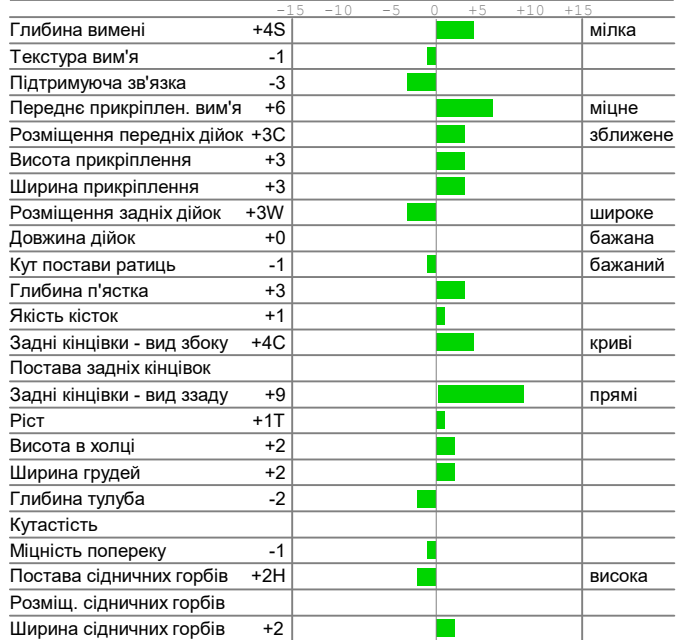 -15 -10 -5 0 +5 +10 +15
Глибина вимені +4S мілка
Текстура вим'я -1
Підтримуюча зв'язка -3
Переднє прикріплен. вим'я +6 міцне
Розміщення передніх дійок +3C зближене
Висота прикріплення +3
Ширина прикріплення +3
Розміщення задніх дійок +3W широке
Довжина дійок +0 бажана
Кут постави ратиць -1 бажаний
Глибина п'ястка +3
Якість кісток +1
Задні кінцівки - вид збоку +4C криві
Постава задніх кінцівок
Задні кінцівки - вид ззаду +9 прямі
Ріст +1T
Висота в холці +2
Ширина грудей +2
Глибина тулуба -2
Кутастість
Міцність попереку -1
Постава сідничних горбів +2H висока
Розміщ. сідничних горбів
Ширина сідничних горбів +2